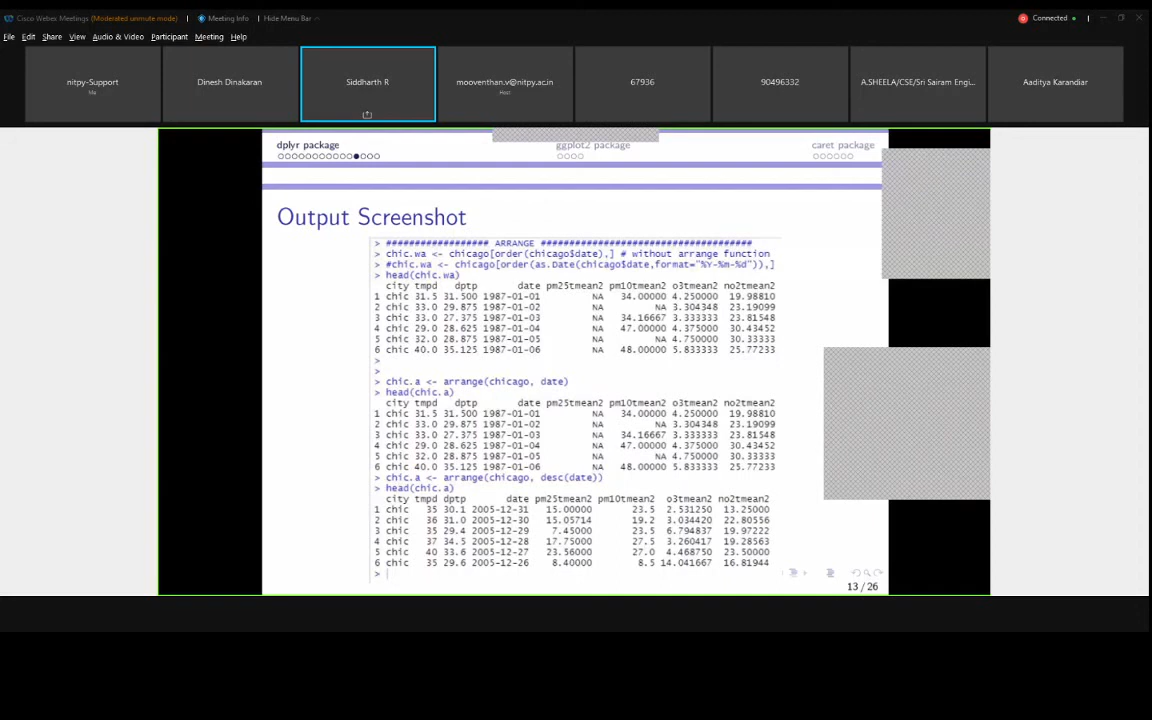 Cisco Webex Meetings (Moderated unmute mode) | Meeting Info | Hide Menu Bar
Connected
File Edit Share View Audio & Video Participant Meeting Help
nitpy-Support
Me
Dinesh Dinakaran
Siddharth R
mooventhan.v@nitpy.ac.in
Host
67936
90496332
A.SHEELA/CSE/Sri Sairam Engi...
Aaditya Karandiar
dplyr package ggplot2 package caret package
Output Screenshot
> ################## ARRANGE #####################################
> chic.wa <- chicago[order(chicago$date),] # without arrange function
> #chic.wa <- chicago[order(as.Date(chicago$date,format="%Y-%m-%d")),]
> head(chic.wa)
city tmpd dptp date pm25tmean2 pm10tmean2 o3tmean2 no2tmean2
1 chic 31.5 31.500 1987-01-01 NA 34.00000 4.250000 19.98810
2 chic 33.0 29.875 1987-01-02 NA NA 3.304348 23.19099
3 chic 33.0 27.375 1987-01-03 NA 34.16667 3.333333 23.81548
4 chic 29.0 28.625 1987-01-04 NA 47.00000 4.375000 30.43452
5 chic 32.0 28.875 1987-01-05 NA NA 4.750000 30.33333
6 chic 40.0 35.125 1987-01-06 NA 48.00000 5.833333 25.77233
>
>
> chic.a <- arrange(chicago, date)
> head(chic.a)
city tmpd dptp date pm25tmean2 pm10tmean2 o3tmean2 no2tmean2
1 chic 31.5 31.500 1987-01-01 NA 34.00000 4.250000 19.98810
2 chic 33.0 29.875 1987-01-02 NA NA 3.304348 23.19099
3 chic 33.0 27.375 1987-01-03 NA 34.16667 3.333333 23.81548
4 chic 29.0 28.625 1987-01-04 NA 47.00000 4.375000 30.43452
5 chic 32.0 28.875 1987-01-05 NA NA 4.750000 30.33333
6 chic 40.0 35.125 1987-01-06 NA 48.00000 5.833333 25.77233
> chic.a <- arrange(chicago, desc(date))
> head(chic.a)
city tmpd dptp date pm25tmean2 pm10tmean2 o3tmean2 no2tmean2
1 chic 35 30.1 2005-12-31 15.00000 23.5 2.531250 13.25000
2 chic 36 31.0 2005-12-30 15.05714 19.2 3.034420 22.80556
3 chic 35 29.4 2005-12-29 7.45000 23.5 6.794837 19.97222
4 chic 37 34.5 2005-12-28 17.75000 27.5 3.260417 19.28563
5 chic 40 33.6 2005-12-27 23.56000 27.0 4.468750 23.50000
6 chic 35 29.6 2005-12-26 8.40000 8.5 14.041667 16.81944
>
13 / 26